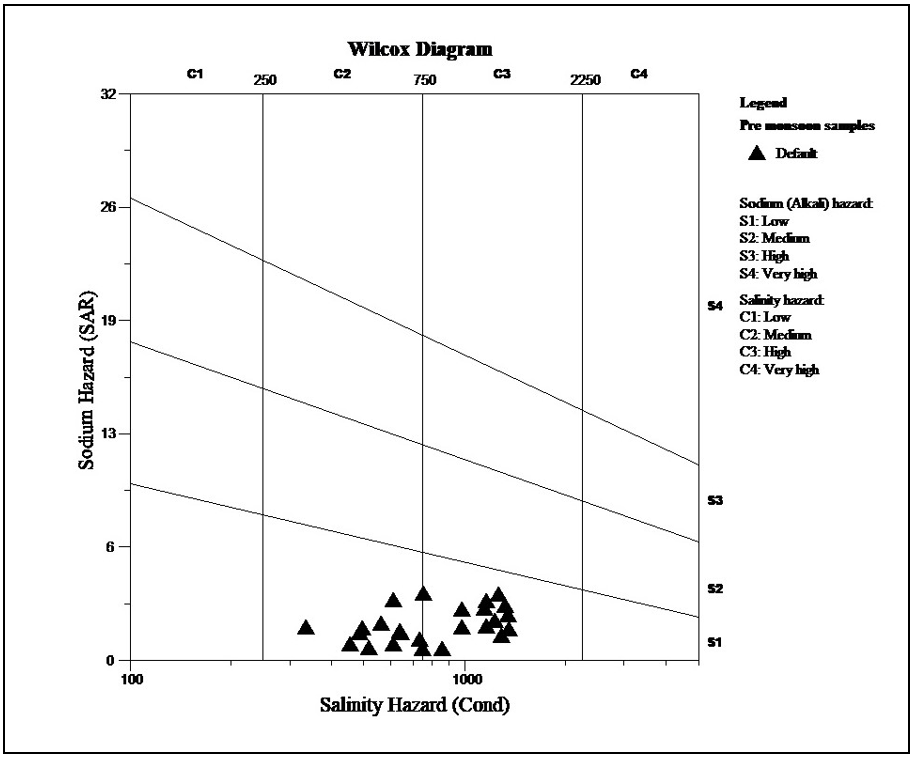 Wilcox Diagram
C1 250 C2 750 C3 2250 C4
32
26
19
13
6
0
100 1000
Sodium Hazard (SAR)
Salinity Hazard (Cond)
S4
S3
S2
S1
Legend
Pre monsoon samples
Default
Sodium (Alkali) hazard:
S1: Low
S2: Medium
S3: High
S4: Very high
Salinity hazard:
C1: Low
C2: Medium
C3: High
C4: Very high